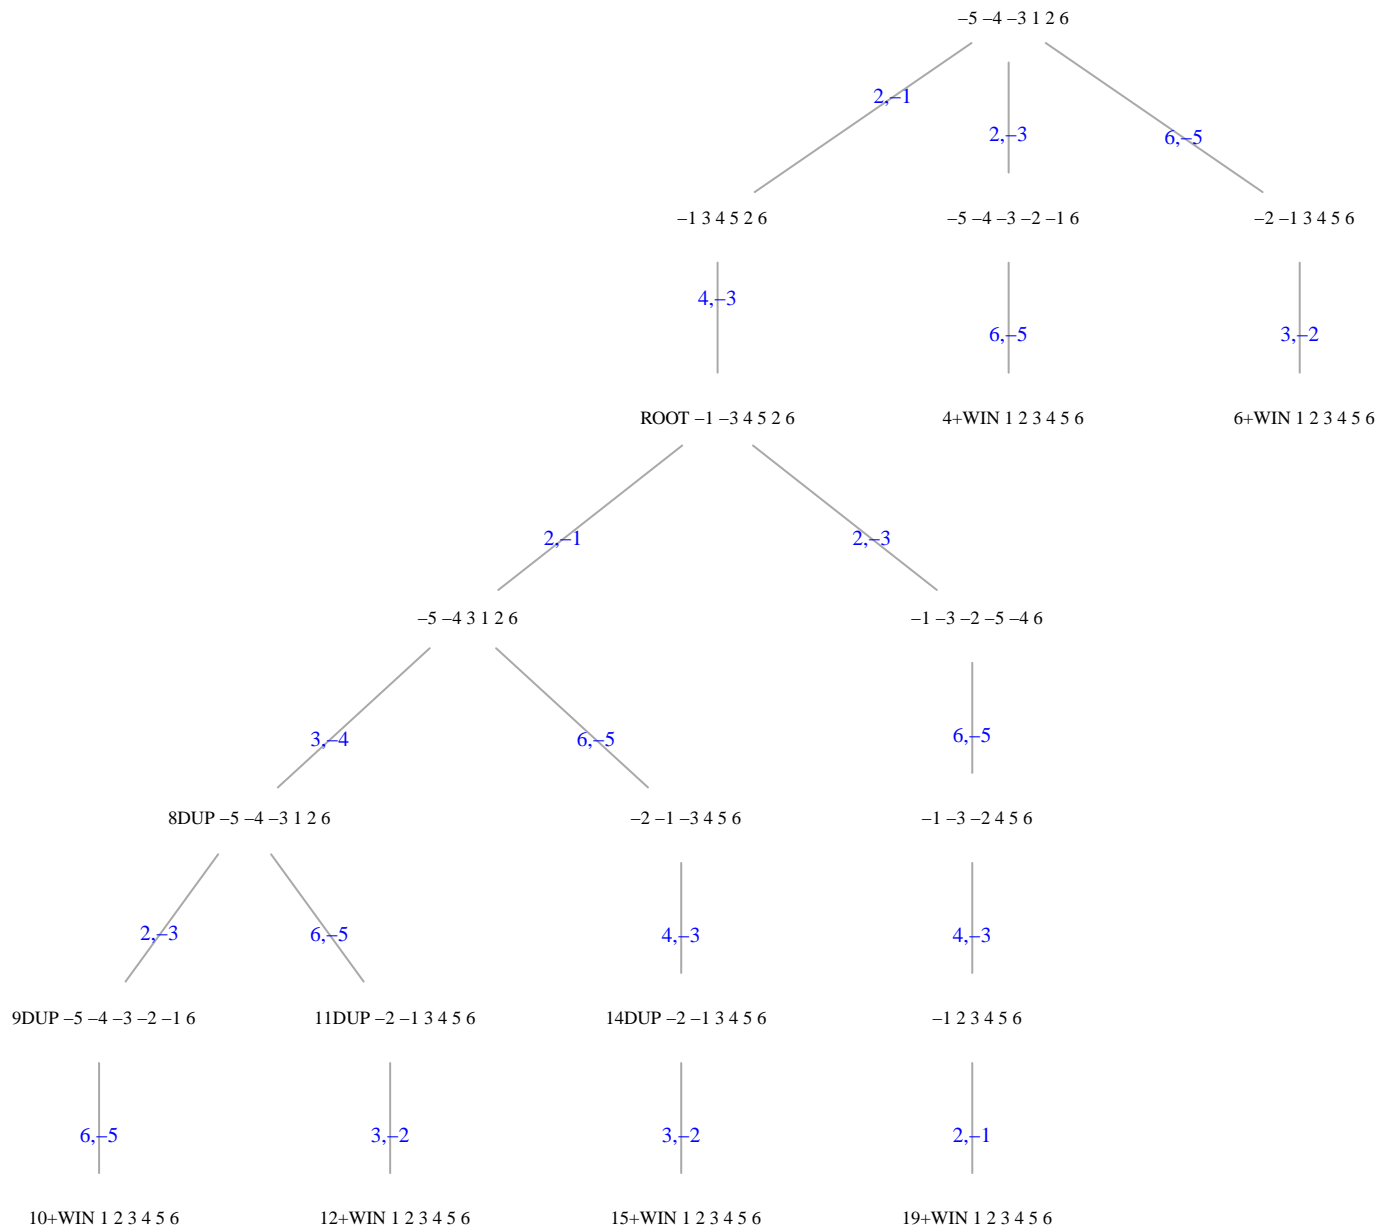 –5 –4 –3 1 2 6
2,–1
2,–3
6,–5
–1 3 4 5 2 6
–5 –4 –3 –2 –1 6
–2 –1 3 4 5 6
4,–3
6,–5
3,–2
ROOT –1 –3 4 5 2 6
4+WIN 1 2 3 4 5 6
6+WIN 1 2 3 4 5 6
2,–1
2,–3
–5 –4 3 1 2 6
–1 –3 –2 –5 –4 6
3,–4
6,–5
6,–5
8DUP –5 –4 –3 1 2 6
–2 –1 –3 4 5 6
–1 –3 –2 4 5 6
2,–3
6,–5
4,–3
4,–3
9DUP –5 –4 –3 –2 –1 6
11DUP –2 –1 3 4 5 6
14DUP –2 –1 3 4 5 6
–1 2 3 4 5 6
6,–5
3,–2
3,–2
2,–1
10+WIN 1 2 3 4 5 6
12+WIN 1 2 3 4 5 6
15+WIN 1 2 3 4 5 6
19+WIN 1 2 3 4 5 6